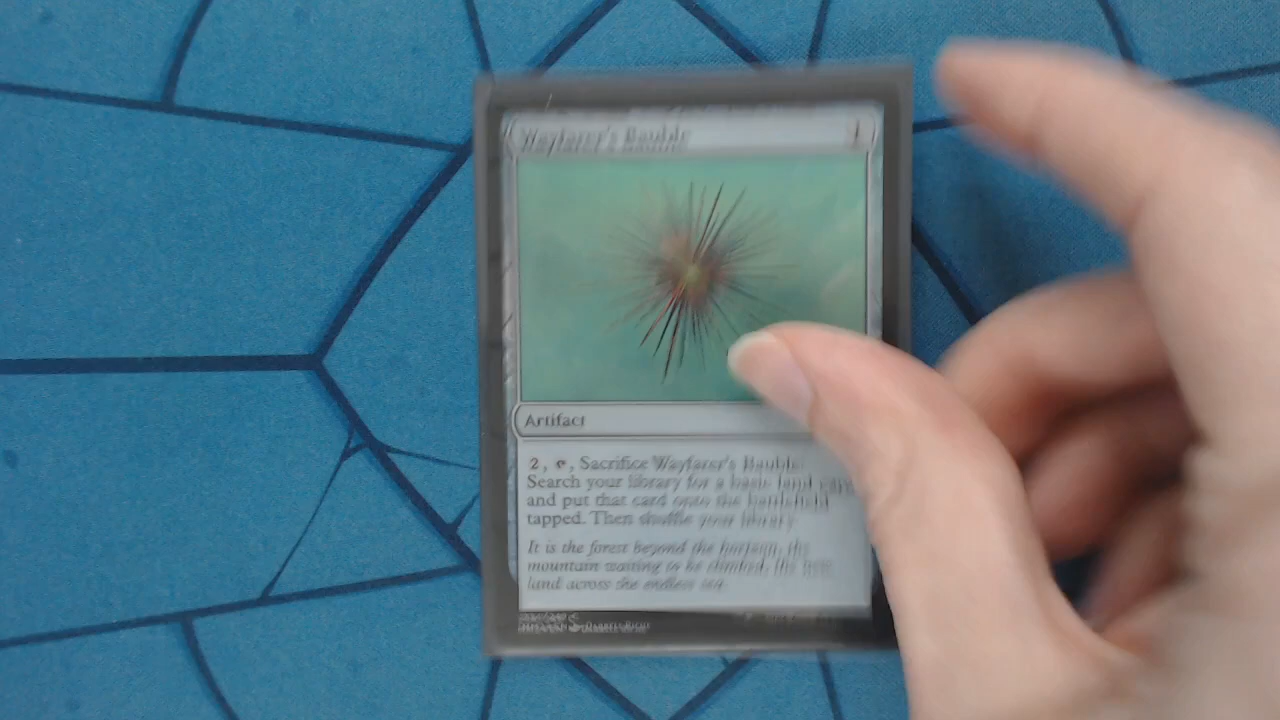 Wayfarer's Bauble 1
Artifact
2, , Sacrifice Wayfarer's Bauble:
Search your library for a basic land card
and put that card onto the battlefield
tapped. Then shuffle your library.
It is the forest beyond the horizon, the
mountain waiting to be climbed, the new
land across the endless sea.
Darrell Riche